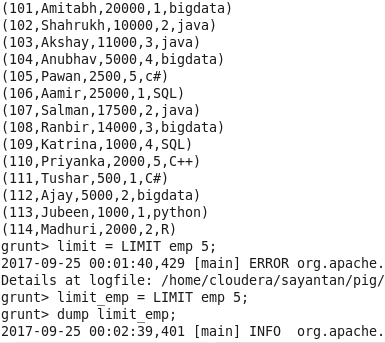 (101,Amitabh,20000,1,bigdata)
(102,Shahrukh,10000,2,java)
(103,Akshay,11000,3,java)
(104,Anubhav,5000,4,bigdata)
(105,Pawan,2500,5,c#)
(106,Aamir,25000,1,SQL)
(107,Salman,17500,2,java)
(108,Ranbir,14000,3,bigdata)
(109,Katrina,1000,4,SQL)
(110,Priyanka,2000,5,C++)
(111,Tushar,500,1,C#)
(112,Ajay,5000,2,bigdata)
(113,Jubeen,1000,1,python)
(114,Madhuri,2000,2,R)
grunt> limit = LIMIT emp 5;
2017-09-25 00:01:40,429 [main] ERROR org.apache.
Details at logfile: /home/cloudera/sayantan/pig/
grunt> limit_emp = LIMIT emp 5;
grunt> dump limit_emp;
2017-09-25 00:02:39,401 [main] INFO  org.apache.